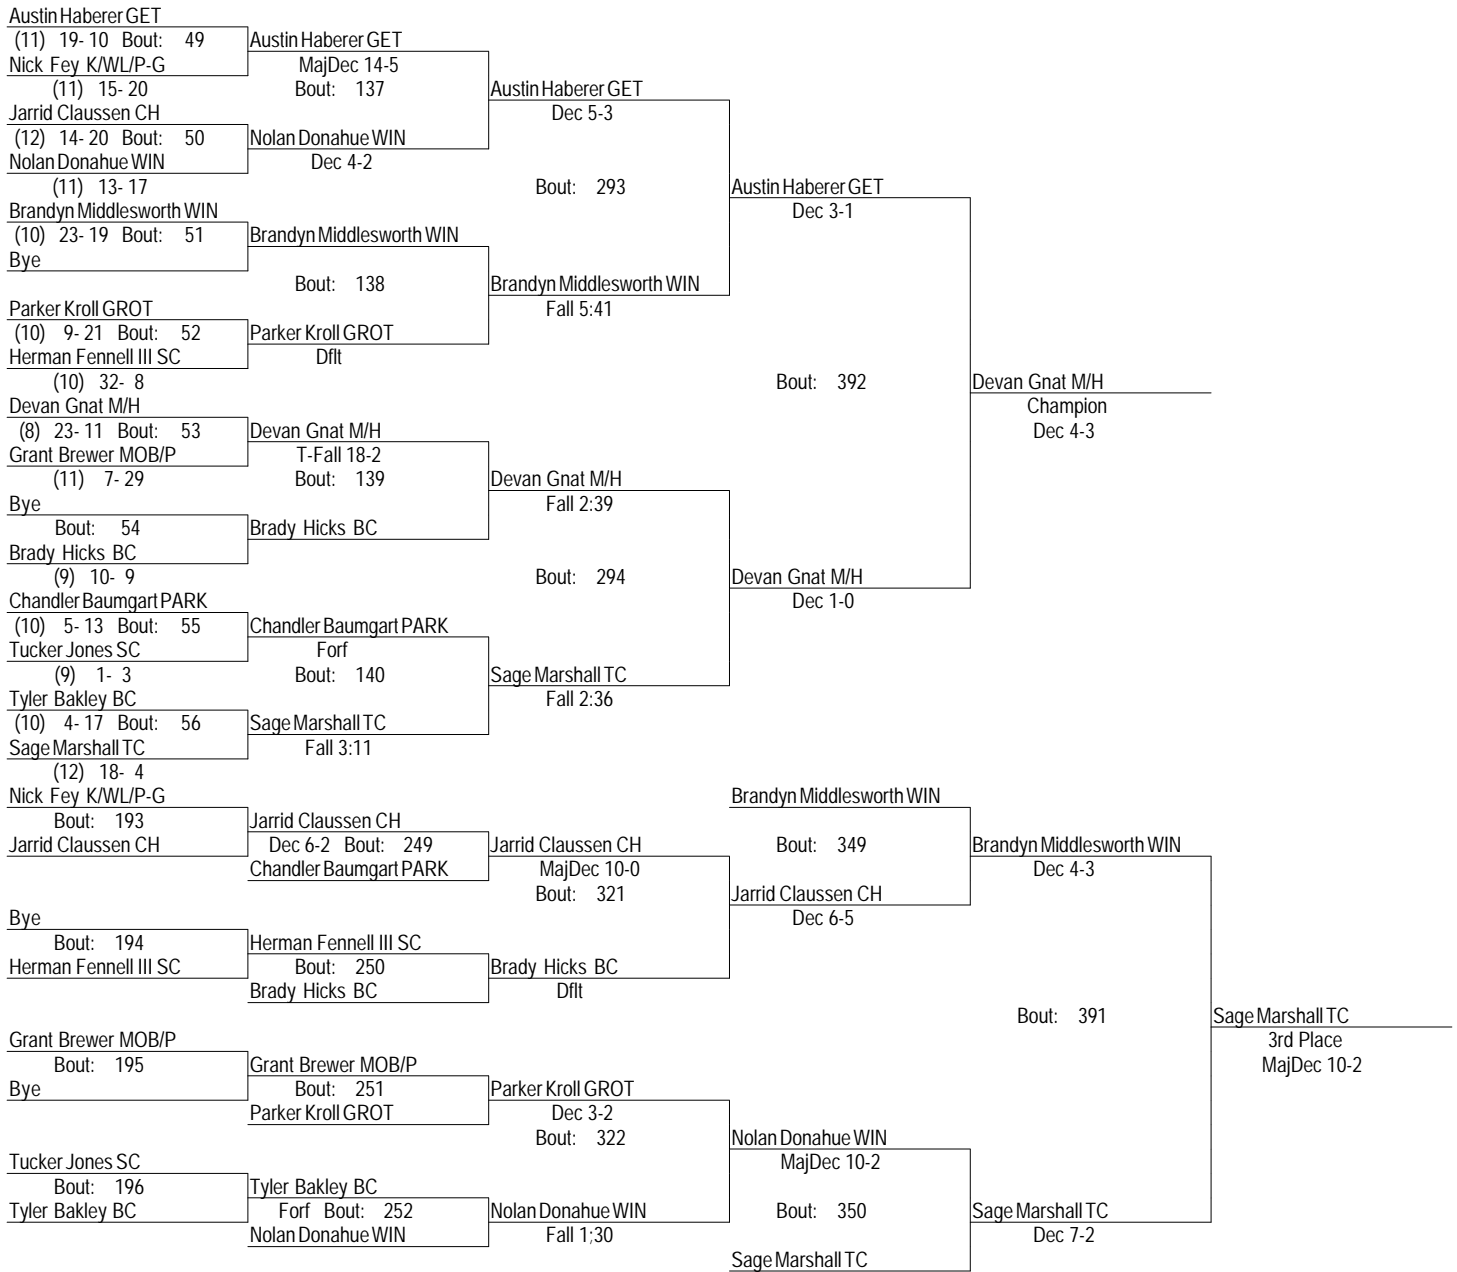 Austin Haberer GET
(11) 19- 10 Bout: 49 Austin Haberer GET
Nick Fey K/WL/P-G MajDec 14-5
(11) 15- 20 Bout: 137 Austin Haberer GET
Jarrid Claussen CH Dec 5-3
(12) 14- 20 Bout: 50 Nolan Donahue WIN
Nolan Donahue WIN Dec 4-2
(11) 13- 17 Bout: 293 Austin Haberer GET
Brandyn Middlesworth WIN Dec 3-1
(10) 23- 19 Bout: 51 Brandyn Middlesworth WIN
Bye
Bout: 138 Brandyn Middlesworth WIN
Parker Kroll GROT Fall 5:41
(10) 9- 21 Bout: 52 Parker Kroll GROT
Herman Fennell III SC Dflt
(10) 32- 8 Bout: 392 Devan Gnat M/H
Devan Gnat M/H Champion
(8) 23- 11 Bout: 53 Devan Gnat M/H Dec 4-3
Grant Brewer MOB/P T-Fall 18-2
(11) 7- 29 Bout: 139 Devan Gnat M/H
Bye Fall 2:39
Bout: 54 Brady Hicks BC
Brady Hicks BC
(9) 10- 9 Bout: 294 Devan Gnat M/H
Chandler Baumgart PARK Dec 1-0
(10) 5- 13 Bout: 55 Chandler Baumgart PARK
Tucker Jones SC Forf
(9) 1- 3 Bout: 140 Sage Marshall TC
Tyler Bakley BC Fall 2:36
(10) 4- 17 Bout: 56 Sage Marshall TC
Sage Marshall TC Fall 3:11
(12) 18- 4
Nick Fey K/WL/P-G Brandyn Middlesworth WIN
Bout: 193 Jarrid Claussen CH
Jarrid Claussen CH Dec 6-2 Bout: 249 Jarrid Claussen CH Bout: 349 Brandyn Middlesworth WIN
Chandler Baumgart PARK MajDec 10-0 Dec 4-3
Bout: 321 Jarrid Claussen CH
Bye Dec 6-5
Bout: 194 Herman Fennell III SC
Herman Fennell III SC Bout: 250 Brady Hicks BC
Brady Hicks BC Dflt
Bout: 391 Sage Marshall TC
Grant Brewer MOB/P 3rd Place
Bout: 195 Grant Brewer MOB/P MajDec 10-2
Bye Bout: 251 Parker Kroll GROT
Parker Kroll GROT Dec 3-2
Bout: 322 Nolan Donahue WIN
Tucker Jones SC MajDec 10-2
Bout: 196 Tyler Bakley BC
Tyler Bakley BC Forf Bout: 252 Nolan Donahue WIN Bout: 350 Sage Marshall TC
Nolan Donahue WIN Fall 1;30 Dec 7-2
Sage Marshall TC